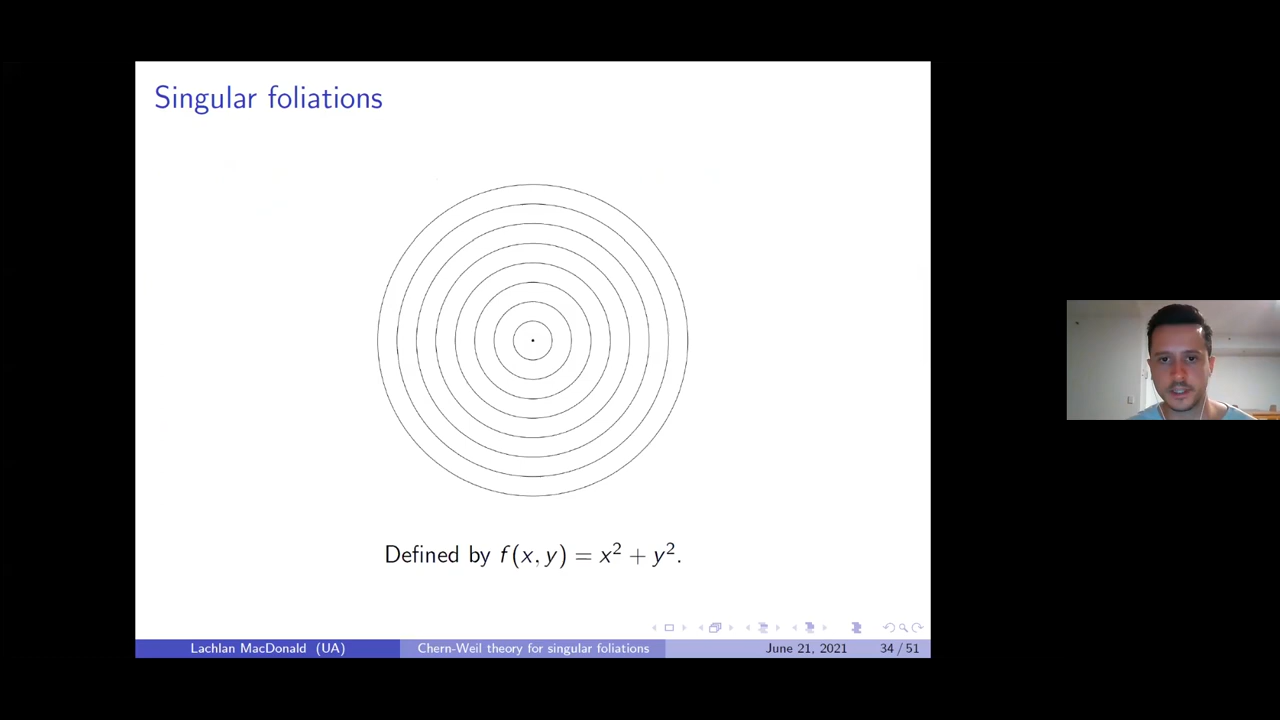 Singular foliations
Defined by f(x, y) = x² + y².
Lachlan MacDonald (UA) Chern-Weil theory for singular foliations June 21, 2021 34 / 51